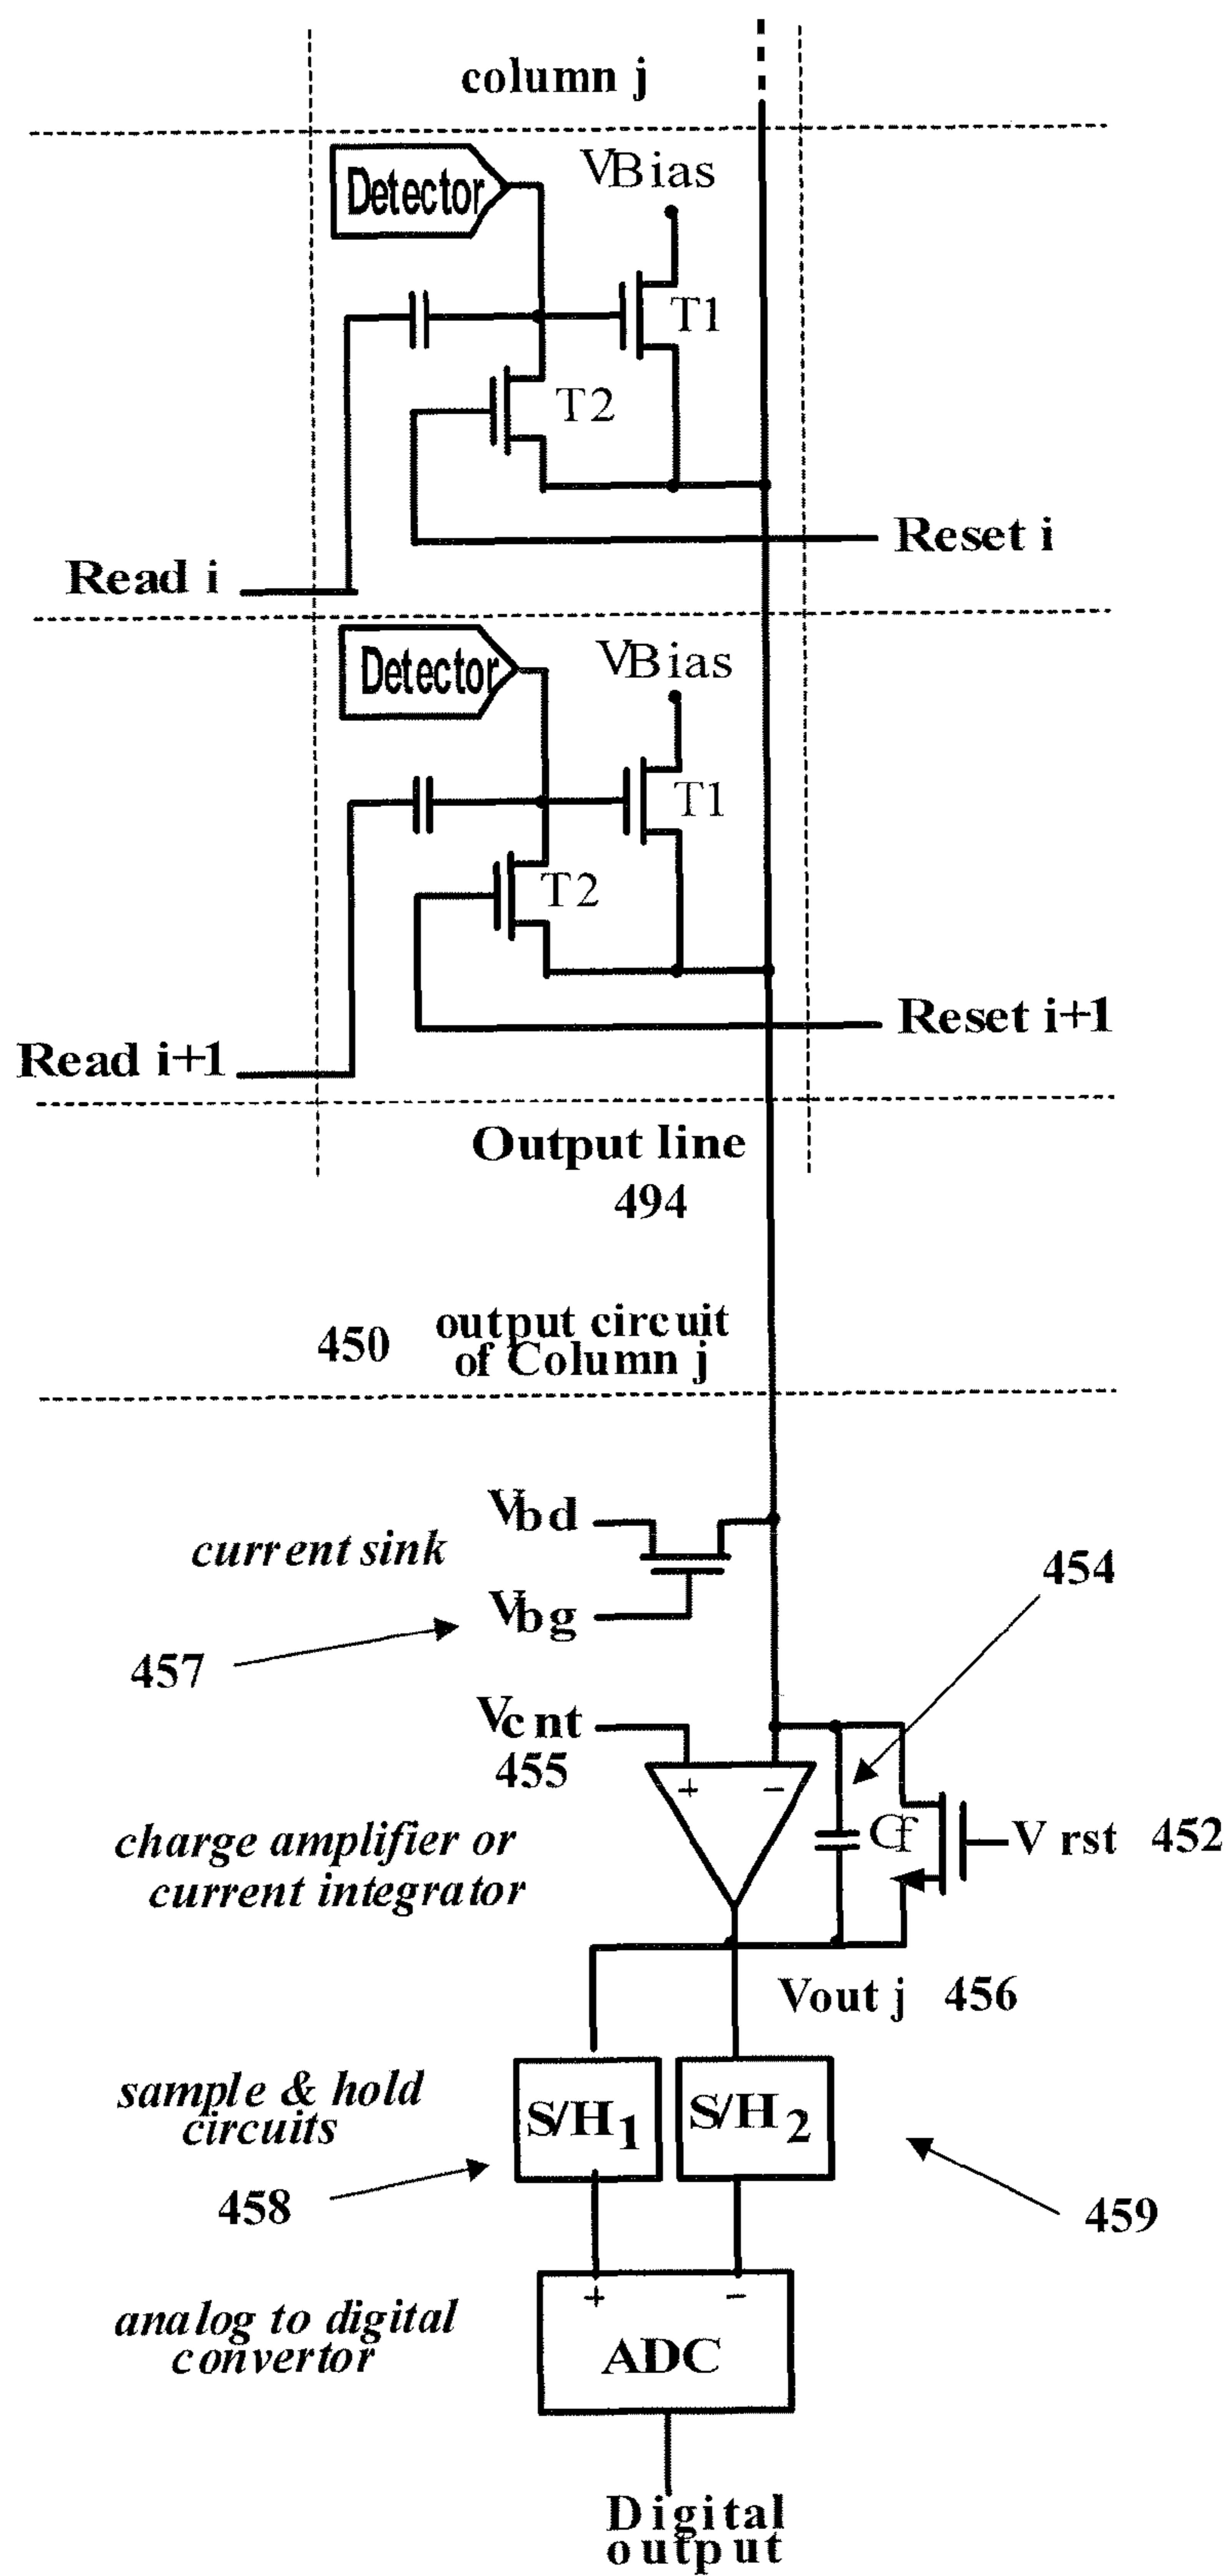 column j
Detector
VBias
T1
T2
Reset i
Read i
Detector
VBias
T1
T2
Reset i+1
Read i+1
Output line
494
450 output circuit
of Column j
Vbd
current sink
454
Vbg
457
Vcnt
455
+ −
charge amplifier or
current integrator
Cf
V rst 452
Vout j 456
sample & hold
circuits
S/H1
S/H2
458
459
+ −
analog to digital
convertor
ADC
Digital
output